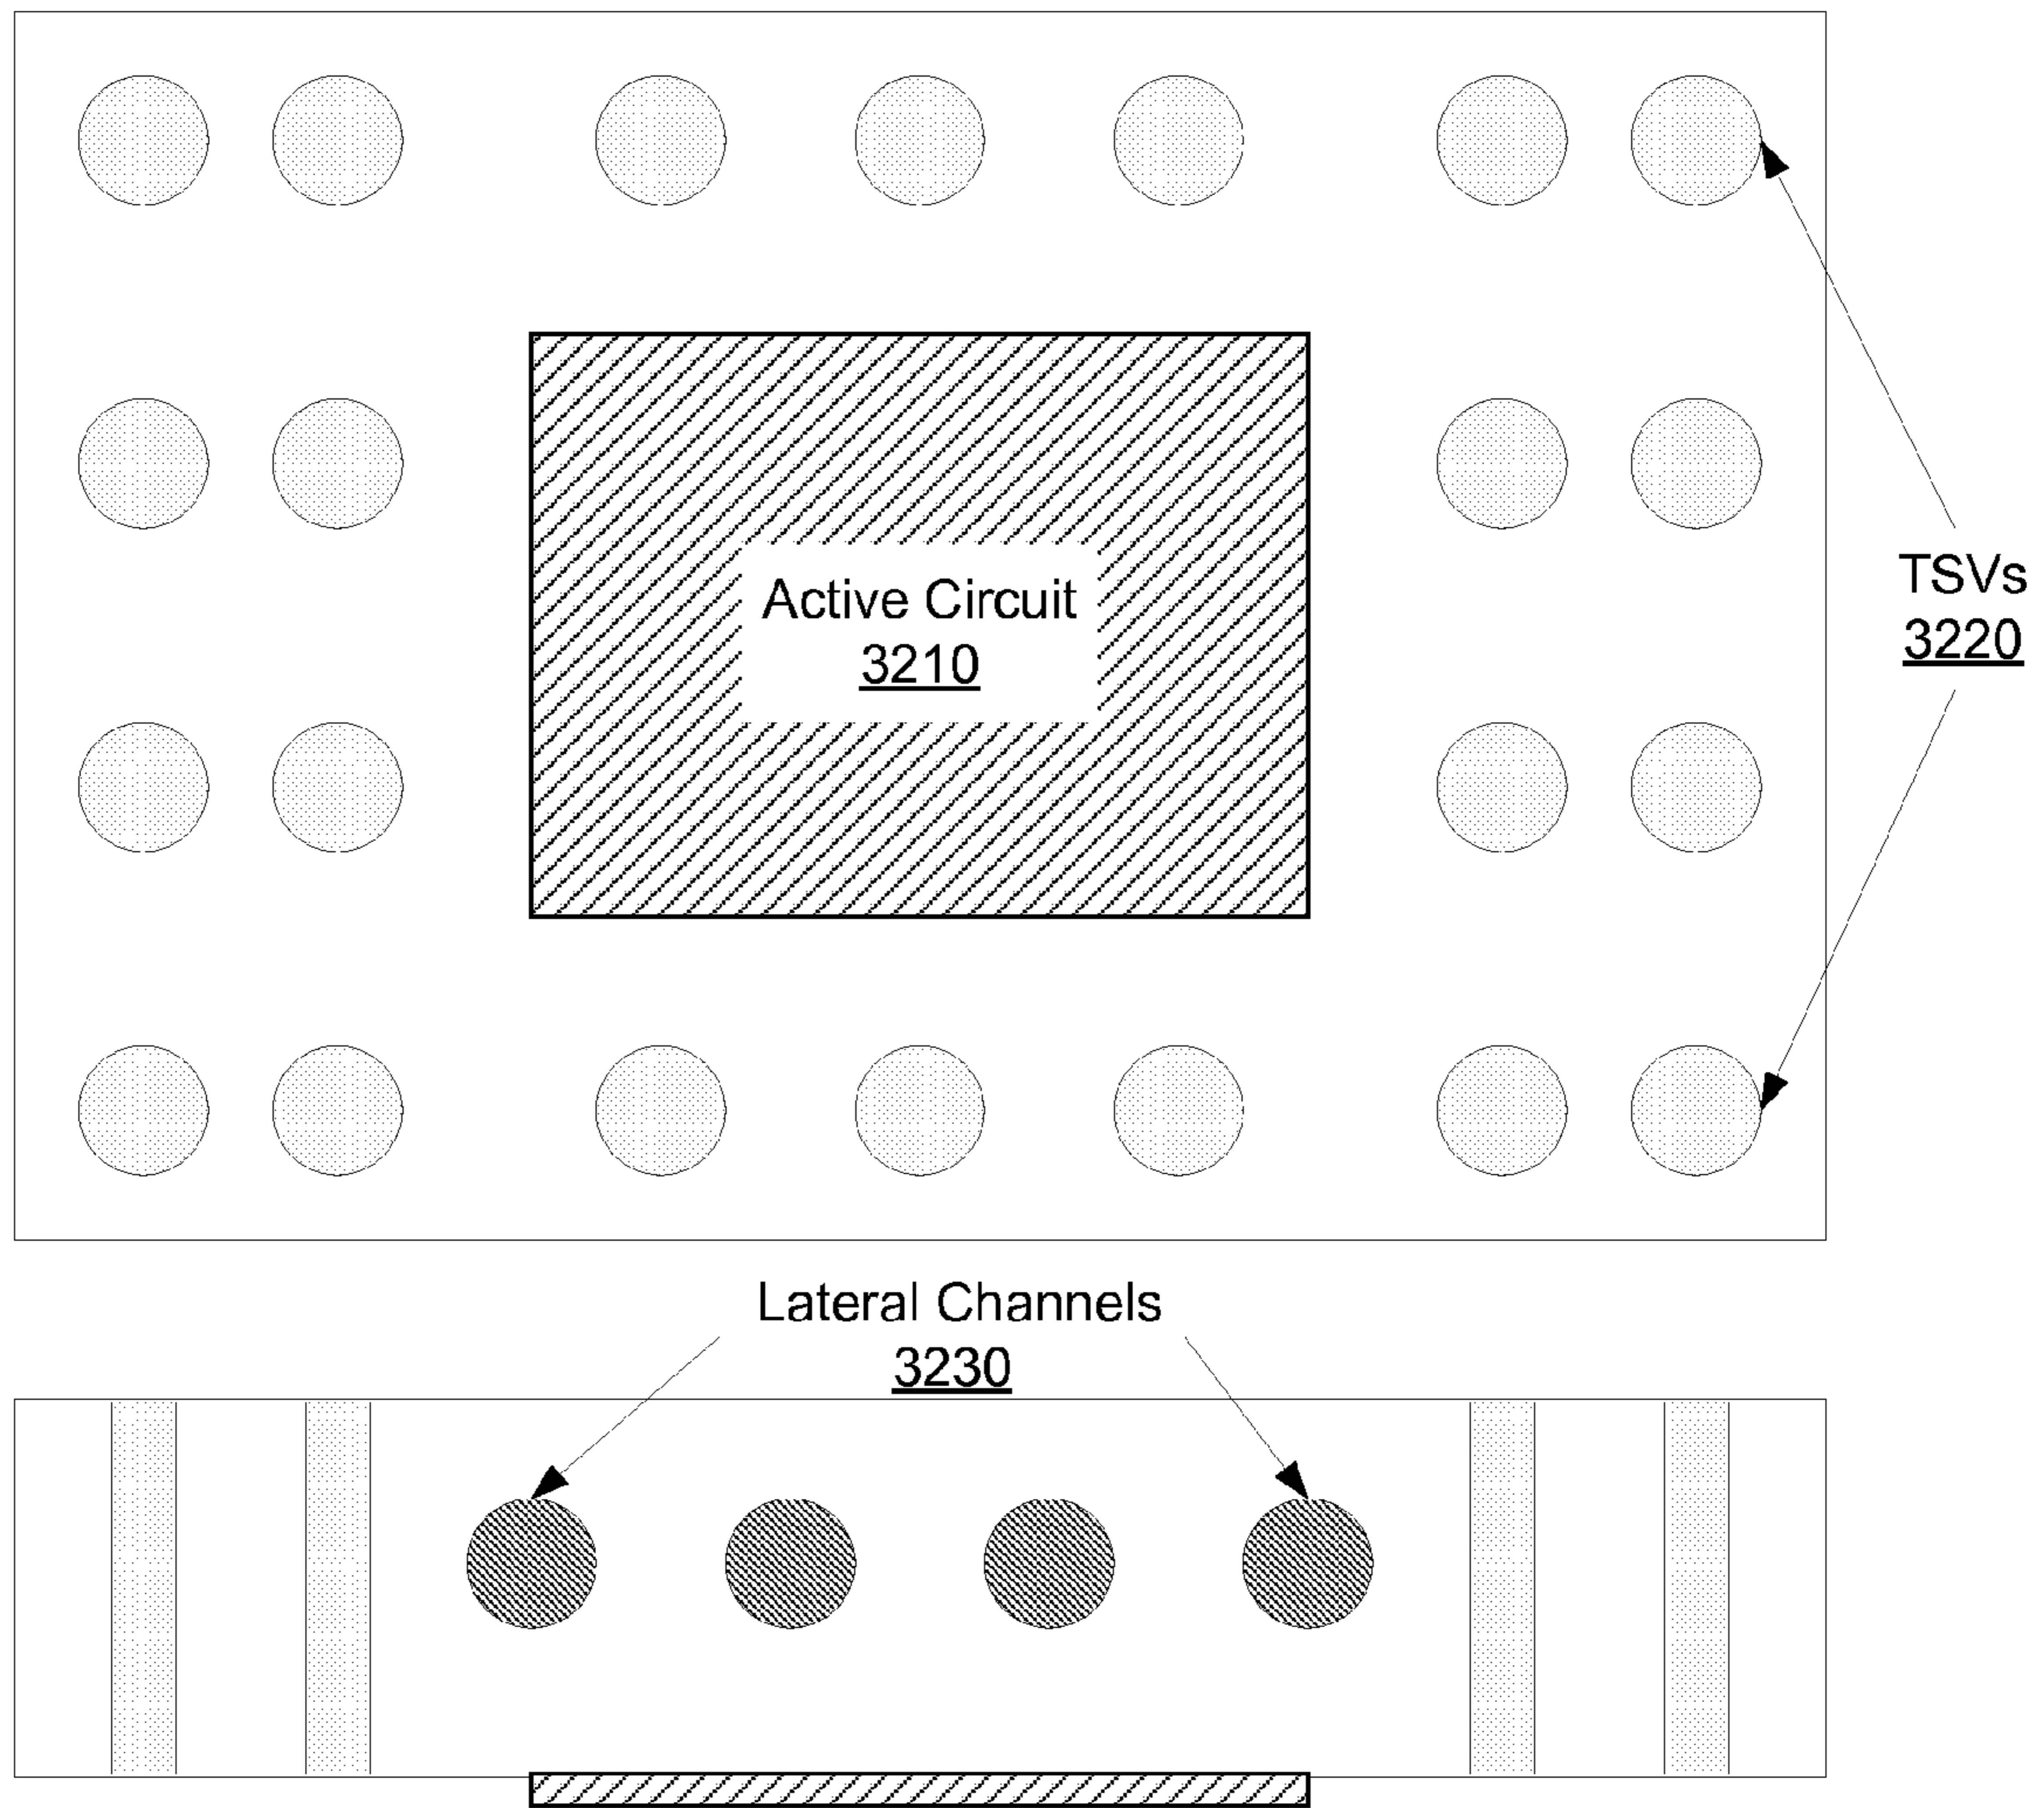 Active Circuit
3210
TSVs
3220
Lateral Channels
3230